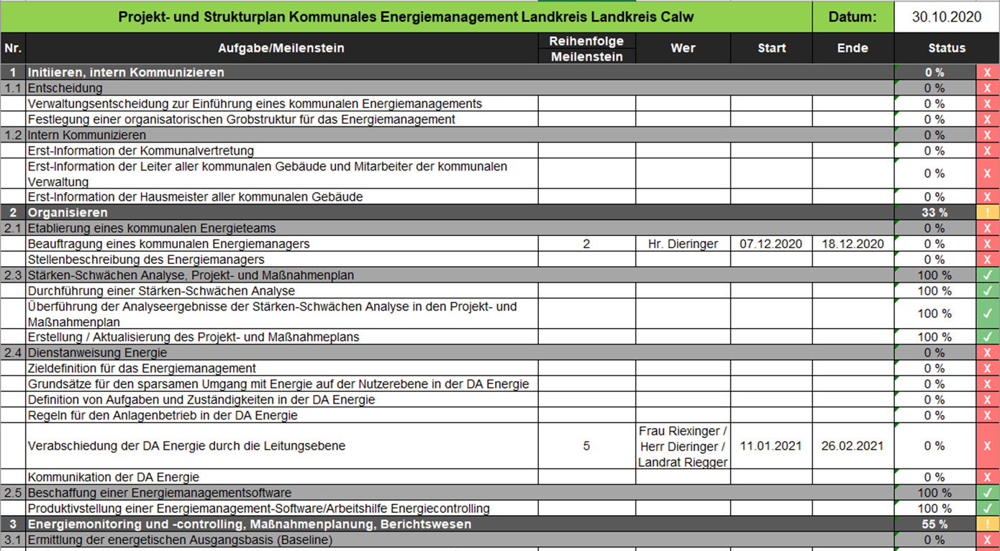 Projekt- und Strukturplan Kommunales Energiemanagement Landkreis Landkreis Calw Datum: 30.10.2020
Nr. Aufgabe/Meilenstein Reihenfolge Meilenstein Wer Start Ende Status
1 Initiieren, intern Kommunizieren 0 % X
1.1 Entscheidung 0 % X
Verwaltungsentscheidung zur Einführung eines kommunalen Energiemanagements 0 % X
Festlegung einer organisatorischen Grobstruktur für das Energiemanagement 0 % X
1.2 Intern Kommunizieren 0 % X
Erst-Information der Kommunalvertretung 0 % X
Erst-Information der Leiter aller kommunalen Gebäude und Mitarbeiter der kommunalen
Verwaltung 0 % X
Erst-Information der Hausmeister aller kommunalen Gebäude 0 % X
2 Organisieren 33 % !
2.1 Etablierung eines kommunalen Energieteams 0 % X
Beauftragung eines kommunalen Energiemanagers 2 Hr. Dieringer 07.12.2020 18.12.2020 0 % X
Stellenbeschreibung des Energiemanagers 0 % X
2.3 Stärken-Schwächen Analyse, Projekt- und Maßnahmenplan 100 % ✓
Durchführung einer Stärken-Schwächen Analyse 100 % ✓
Überführung der Analyseergebnisse der Stärken-Schwächen Analyse in den Projekt- und
Maßnahmenplan 100 % ✓
Erstellung / Aktualisierung des Projekt- und Maßnahmeplans 100 % ✓
2.4 Dienstanweisung Energie 0 % X
Zieldefinition für das Energiemanagement 0 % X
Grundsätze für den sparsamen Umgang mit Energie auf der Nutzerebene in der DA Energie 0 % X
Definition von Aufgaben und Zuständigkeiten in der DA Energie 0 % X
Regeln für den Anlagenbetrieb in der DA Energie 0 % X
Verabschiedung der DA Energie durch die Leitungsebene 5 Frau Riexinger /
Herr Dieringer /
Landrat Riegger 11.01.2021 26.02.2021 0 % X
Kommunikation der DA Energie 0 % X
2.5 Beschaffung einer Energiemanagementsoftware 100 % ✓
Produktivstellung einer Energiemanagement-Software/Arbeitshilfe Energiecontrolling 100 % ✓
3 Energiemonitoring und -controlling, Maßnahmenplanung, Berichtswesen 55 % !
3.1 Ermittlung der energetischen Ausgangsbasis (Baseline) 0 % X